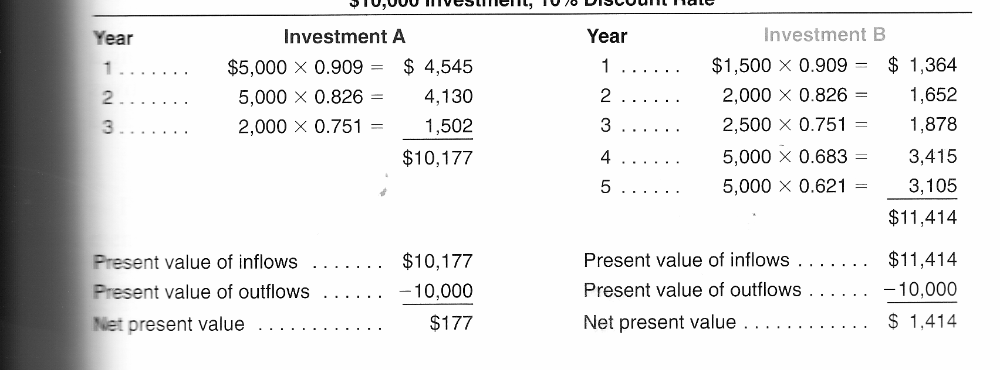 $10,000 Investment, 10% Discount Rate
Year Investment A
1 ....... $5,000 × 0.909 = $ 4,545
2 ....... 5,000 × 0.826 = 4,130
3 ....... 2,000 × 0.751 = 1,502
$10,177
Present value of inflows ....... $10,177
Present value of outflows ...... −10,000
Net present value ............ $177
Year Investment B
1 ...... $1,500 × 0.909 = $ 1,364
2 ...... 2,000 × 0.826 = 1,652
3 ...... 2,500 × 0.751 = 1,878
4 ...... 5,000 × 0.683 = 3,415
5 ...... 5,000 × 0.621 = 3,105
$11,414
Present value of inflows ....... $11,414
Present value of outflows ...... −10,000
Net present value ............ $ 1,414